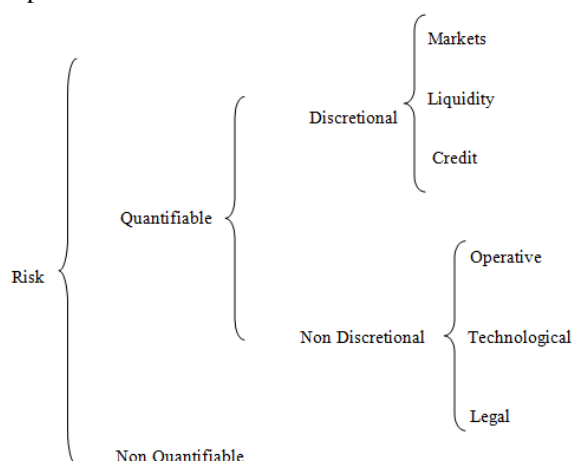 Markets
Liquidity
Discretional
Credit
Quantifiable
Operative
Risk
Non Discretional
Technological
Legal
Non Quantifiable